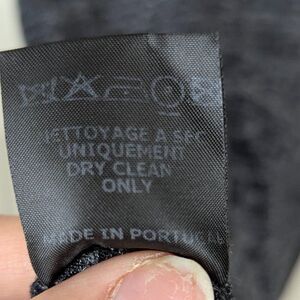 NETTOYAGE A SEC
UNIQUEMENT
DRY CLEAN
ONLY
MADE IN PORTUGAL